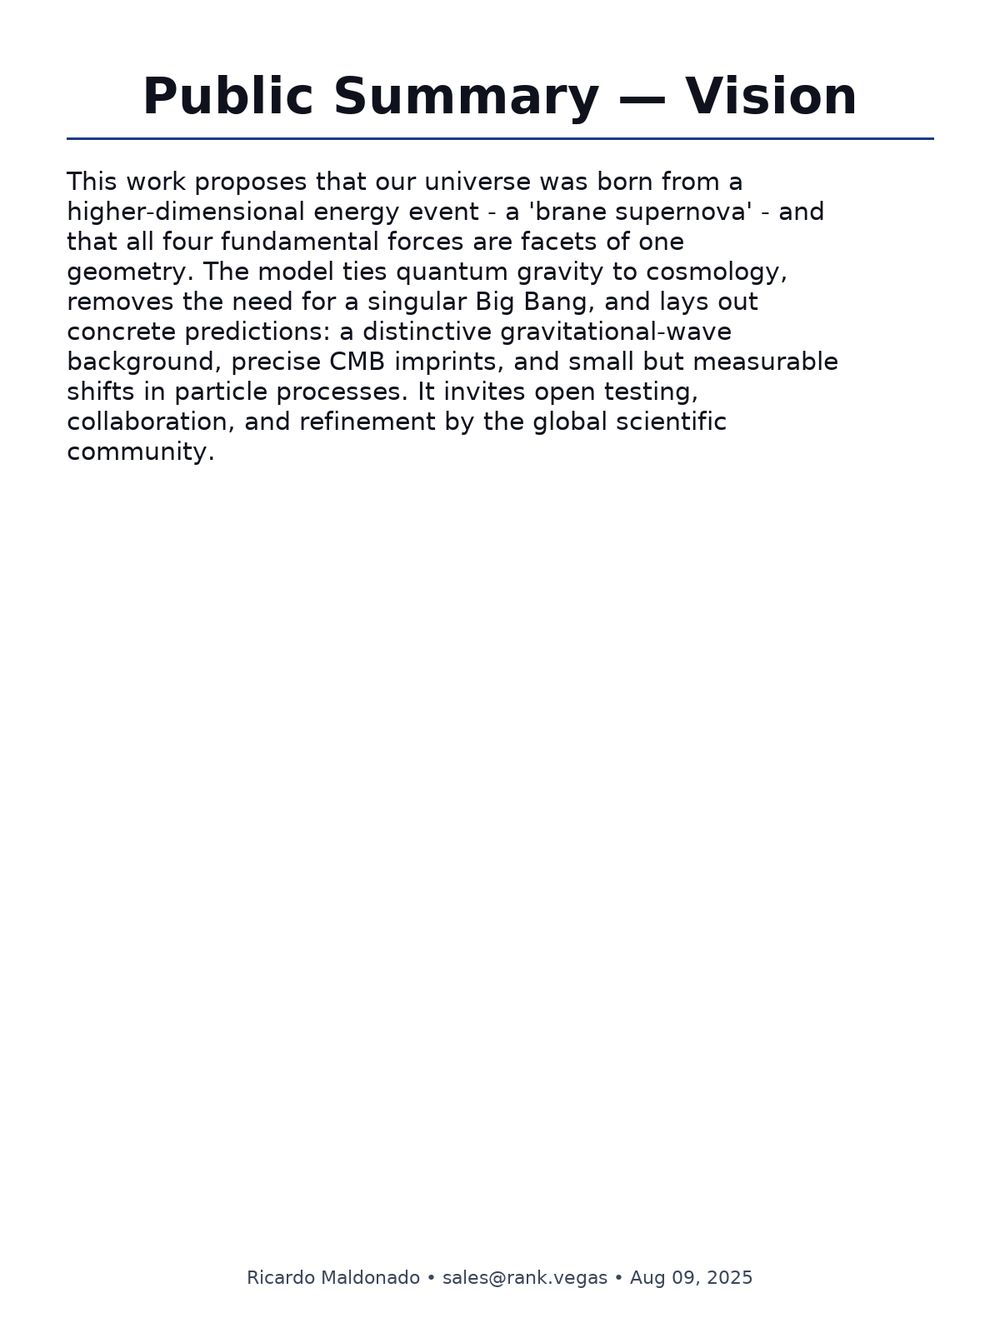 Public Summary — Vision
This work proposes that our universe was born from a
higher-dimensional energy event - a 'brane supernova' - and
that all four fundamental forces are facets of one
geometry. The model ties quantum gravity to cosmology,
removes the need for a singular Big Bang, and lays out
concrete predictions: a distinctive gravitational-wave
background, precise CMB imprints, and small but measurable
shifts in particle processes. It invites open testing,
collaboration, and refinement by the global scientific
community.
Ricardo Maldonado • sales@rank.vegas • Aug 09, 2025